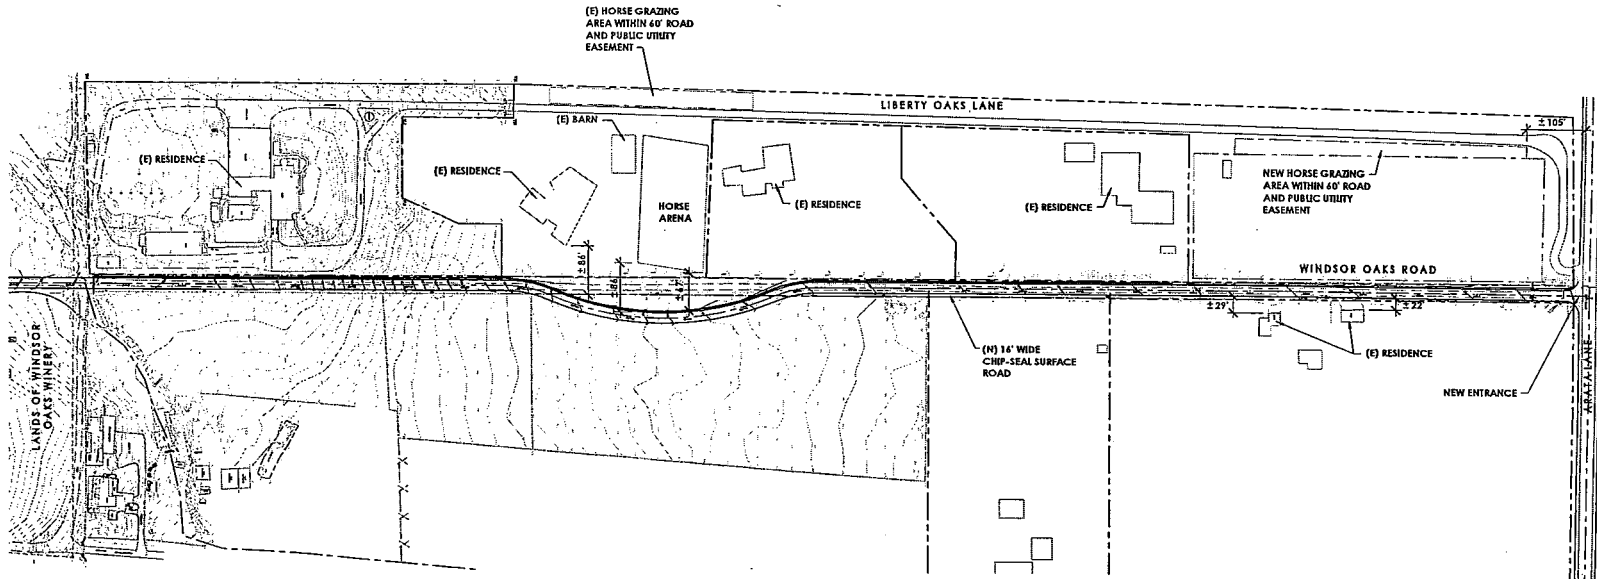 (E) HORSE GRAZING
AREA WITHIN 60' ROAD
AND PUBLIC UTILITY
EASEMENT
LIBERTY OAKS LANE
(E) BARN
±105'
(E) RESIDENCE
(E) RESIDENCE
HORSE
ARENA
(E) RESIDENCE
(E) RESIDENCE
NEW HORSE GRAZING
AREA WITHIN 60' ROAD
AND PUBLIC UTILITY
EASEMENT
±86'
±86'
WINDSOR OAKS ROAD
±29'
±22'
(E) RESIDENCE
(N) 16' WIDE
CHIP-SEAL SURFACE
ROAD
NEW ENTRANCE
LANDS OF WINDSOR
OAKS WINERY
ARATA LANE